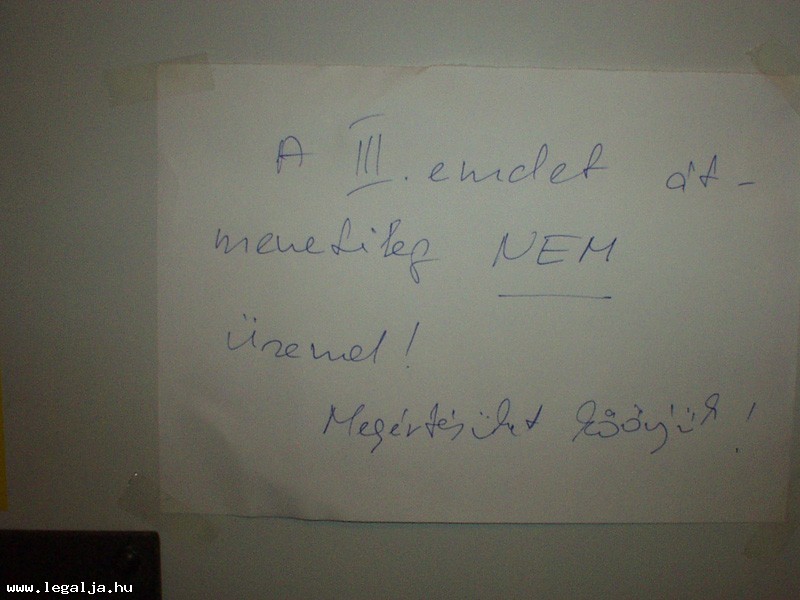 A III. emelet át-
menetileg NEM
üzemel!
Megértésüket köszönjük!
www.legalja.hu